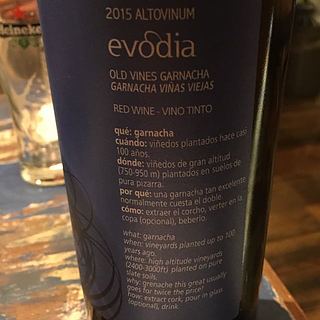 Heineken
2015 ALTOVINUM
evodia
OLD VINES GARNACHA
GARNACHA VIÑAS VIEJAS
RED WINE - VINO TINTO
qué: garnacha
cuándo: viñedos plantados hace casi
100 años.
dónde: viñedos de gran altitud
(750-950 m) plantados en suelos de
pura pizarra.
por qué: una garnacha tan excelente
normalmente cuesta el doble.
cómo: extraer el corcho, verter en la
copa (opcional), beberlo.
what: garnacha
when: vineyards planted up to 100
years ago.
where: high altitude vineyards
(2400-3000ft) planted on pure
slate soils.
why: grenache this great usually
goes for twice the price!
how: extract cork, pour in glass
(optional), drink.